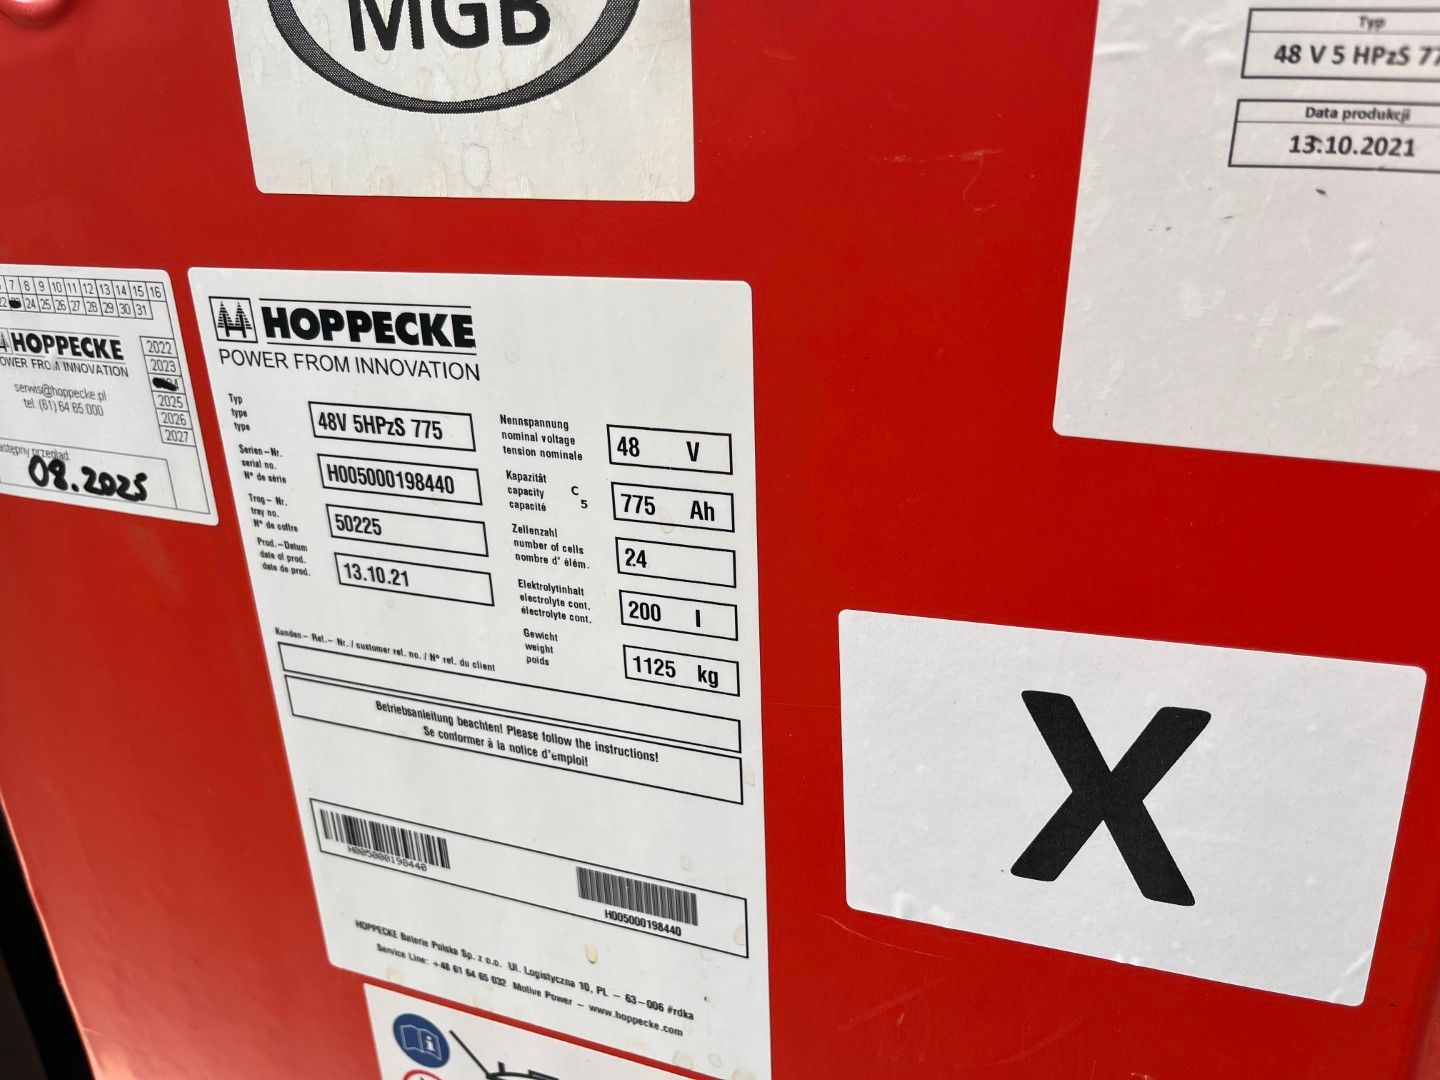 MGB
Typ
48 V 5 HPzS 77
Data produkcji
13.10.2021
7 8 9 10 11 12 13 14 15 16
24 25 26 27 28 29 30 31
HOPPECKE
POWER FROM INNOVATION
serwis@hoppecke.pl
tel. (61) 64 65 000
2022
2023
2025
2026
2027
przegląd:
08.2025
HOPPECKE
POWER FROM INNOVATION
Typ
type
type
48V 5HPzS 775
Serien-Nr.
serial no.
N° de série
H005000198440
Trog- Nr.
tray no.
N° de coffre
50225
Prod.-Datum
date of prod.
date de prod.
13.10.21
Nennspannung
nominal voltage
tension nominale
48 V
Kapazität
capacity
capacité
C 5
775 Ah
Zellenzahl
number of cells
nombre d' élém.
24
Elektrolytinhalt
electrolyte cont.
électrolyte cont.
200 l
Gewicht
weight
poids
1125 kg
Kunden- Ref.- Nr./ customer ref. no. / N° ref. du client
Betriebsanleitung beachten! Please follow the instructions!
Se conformer à la notice d'emploi!
H005000198440
H005000198440
HOPPECKE Baterie Polska Sp. z o.o. Ul. Logistyczna 10, PL - 63-006 #rdka
Service Line: +48 61 64 65 032 Motive Power - www.hoppecke.com
X